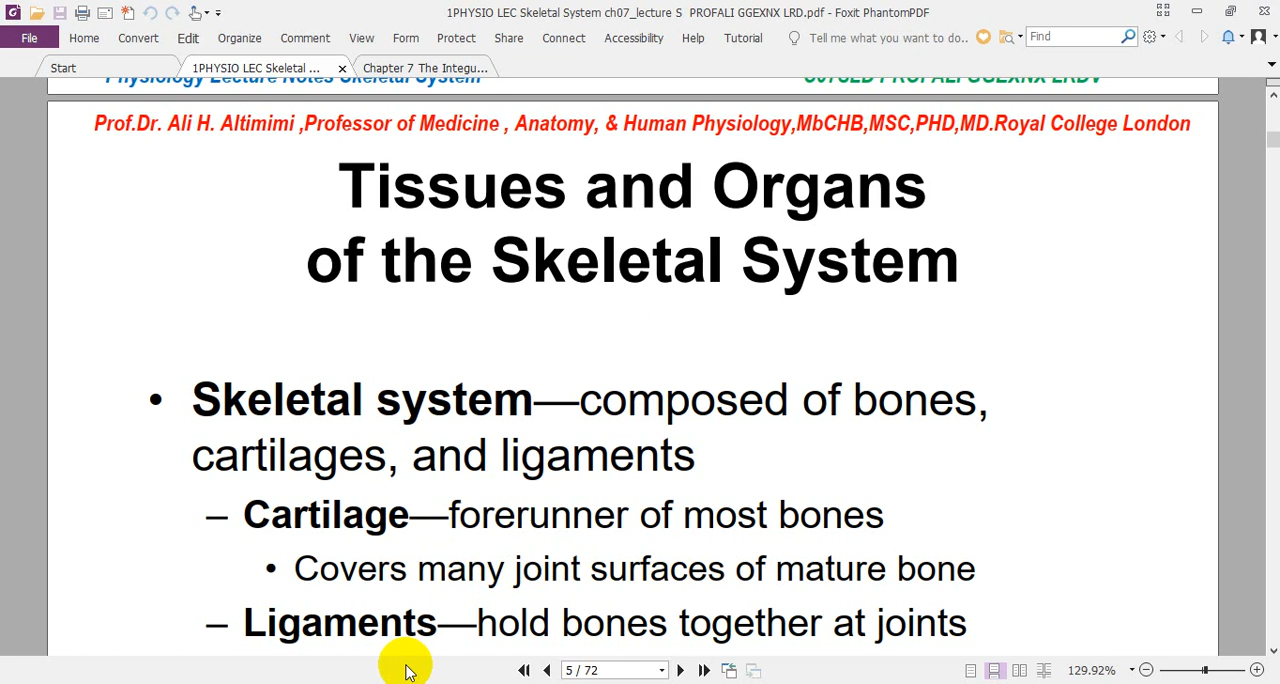 1PHYSIO LEC Skeletal System ch07_lecture S PROFALI GGEXNX LRD.pdf - Foxit PhantomPDF
File Home Convert Edit Organize Comment View Form Protect Share Connect Accessibility Help Tutorial Tell me what you want to do.. Find
Start 1PHYSIO LEC Skeletal ... Chapter 7 The Integu...
Physiology Lecture Notes Skeletal System
Prof.Dr. Ali H. Altimimi ,Professor of Medicine , Anatomy, & Human Physiology,MbCHB,MSC,PHD,MD.Royal College London
Tissues and Organs
of the Skeletal System
• Skeletal system—composed of bones,
cartilages, and ligaments
– Cartilage—forerunner of most bones
• Covers many joint surfaces of mature bone
– Ligaments—hold bones together at joints
5 / 72 129.92%